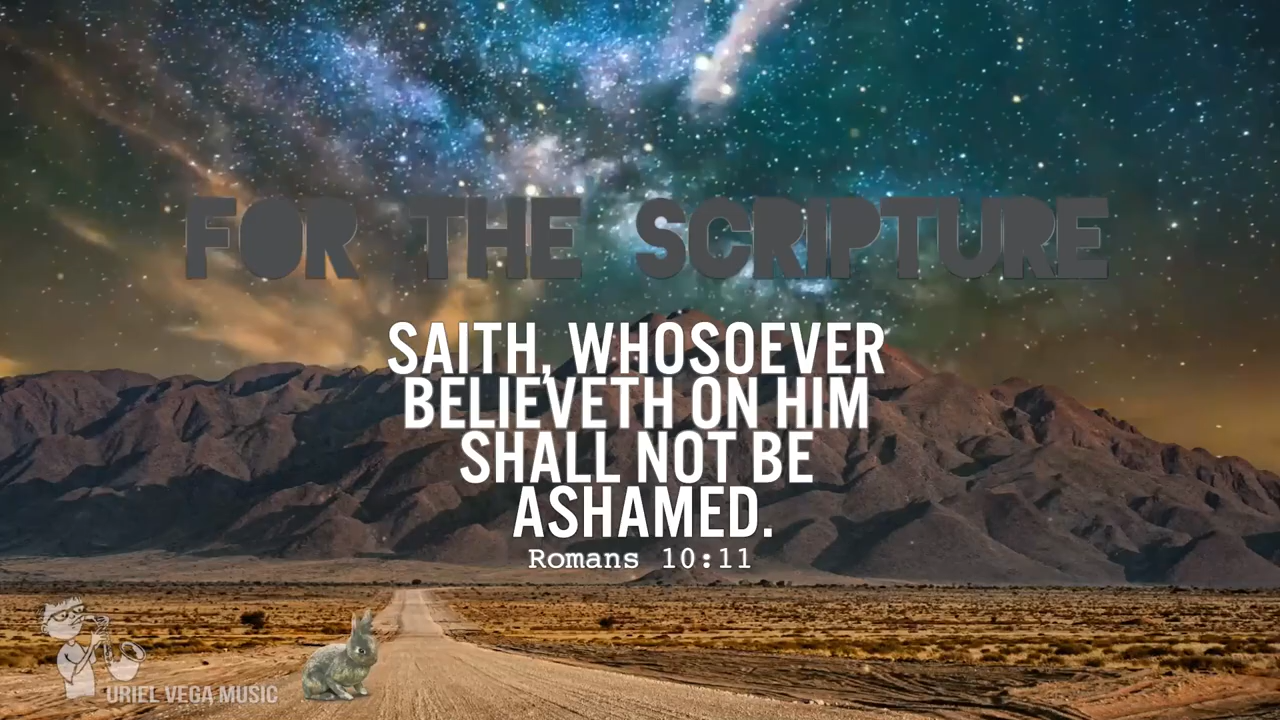 FOR THE SCRIPTURE
SAITH, WHOSOEVER
BELIEVETH ON HIM
SHALL NOT BE
ASHAMED.
Romans 10:11
URIEL VEGA MUSIC